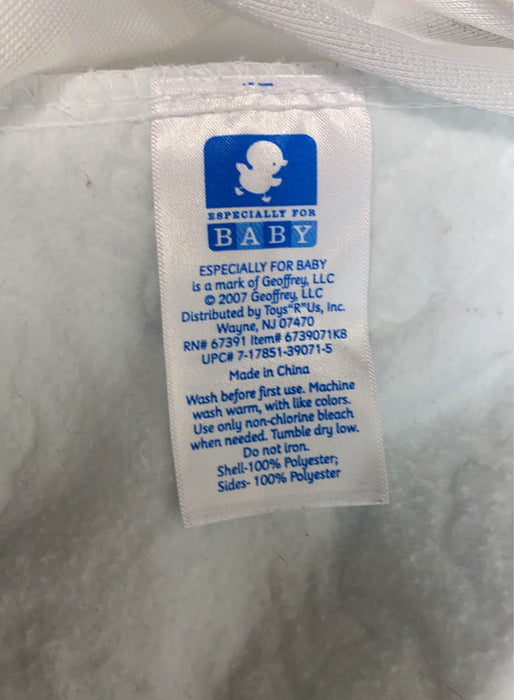 ESPECIALLY FOR
BABY
ESPECIALLY FOR BABY
is a mark of Geoffrey, LLC
© 2007 Geoffrey, LLC
Distributed by Toys"R"Us, Inc.
Wayne, NJ 07470
RN# 67391 Item# 6739071K8
UPC# 7-17851-39071-5
Made in China
Wash before first use. Machine
wash warm, with like colors.
Use only non-chlorine bleach
when needed. Tumble dry low.
Do not iron.
Shell-100% Polyester;
Sides- 100% Polyester